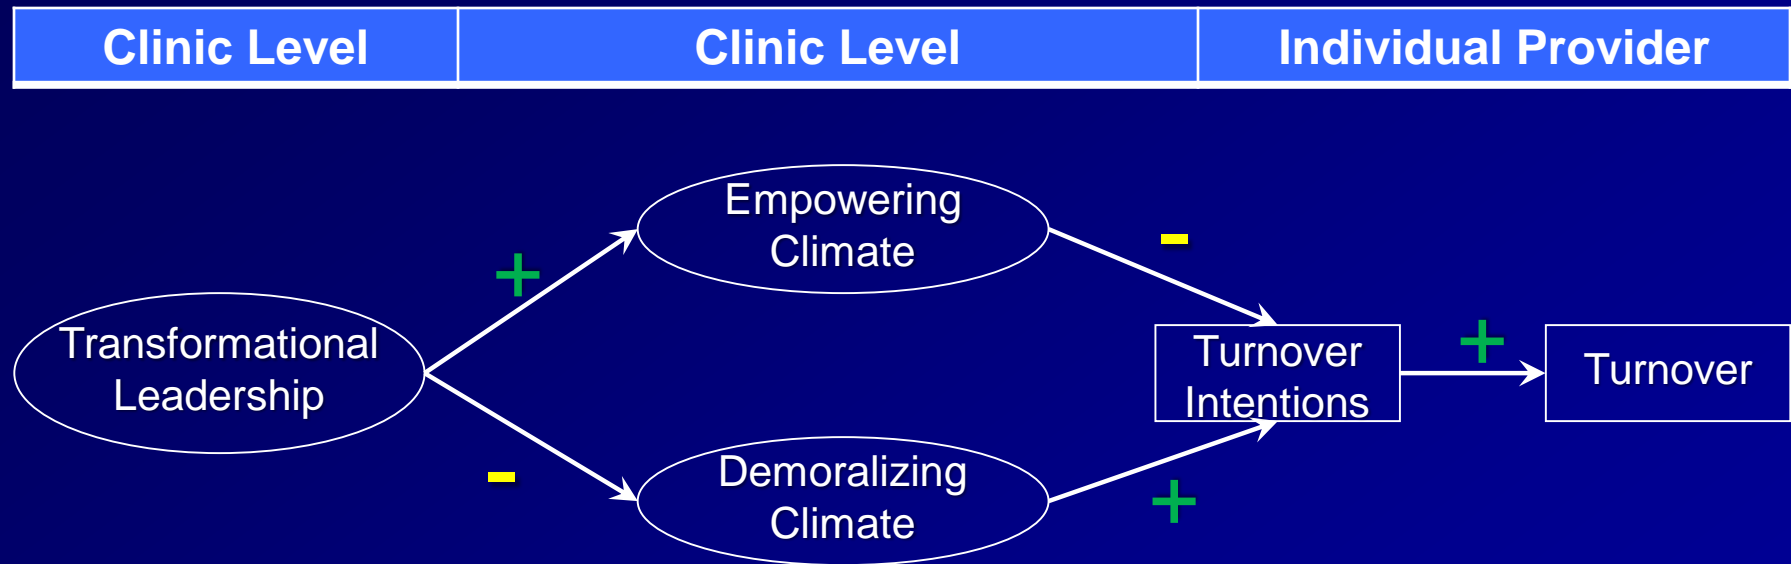 Clinic Level
Clinic Level
Individual Provider
Empowering
Climate
-
+
Transformational
Leadership
Turnover
Intentions
+
Turnover
-
Demoralizing
Climate
+